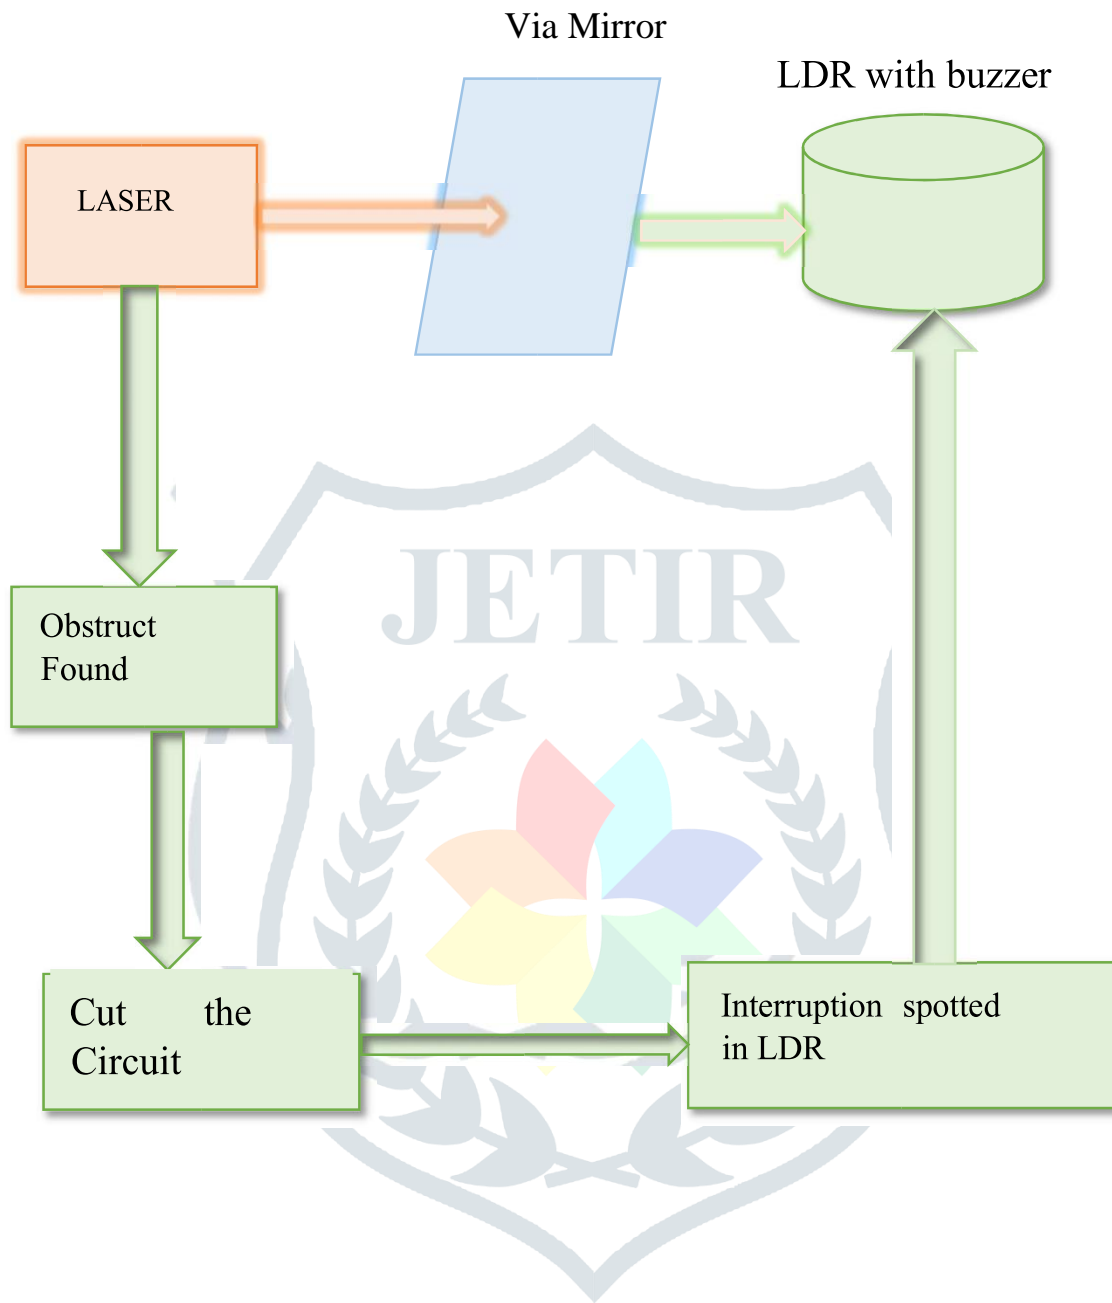 Via Mirror
LDR with buzzer
LASER
JETIR
Obstruct
Found
Cut the
Circuit
Interruption spotted
in LDR